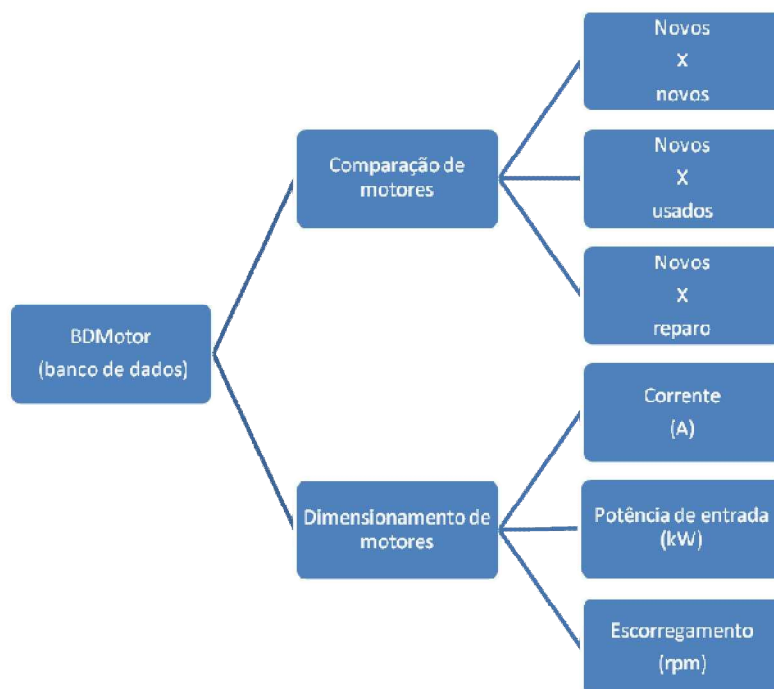 Novos
X
novos
Comparação de
motores
Novos
X
usados
Novos
X
reparo
BDMotor
(banco de dados)
Corrente
(A)
Dimensionamento de
motores
Potência de entrada
(kW)
Escorregamento
(rpm)